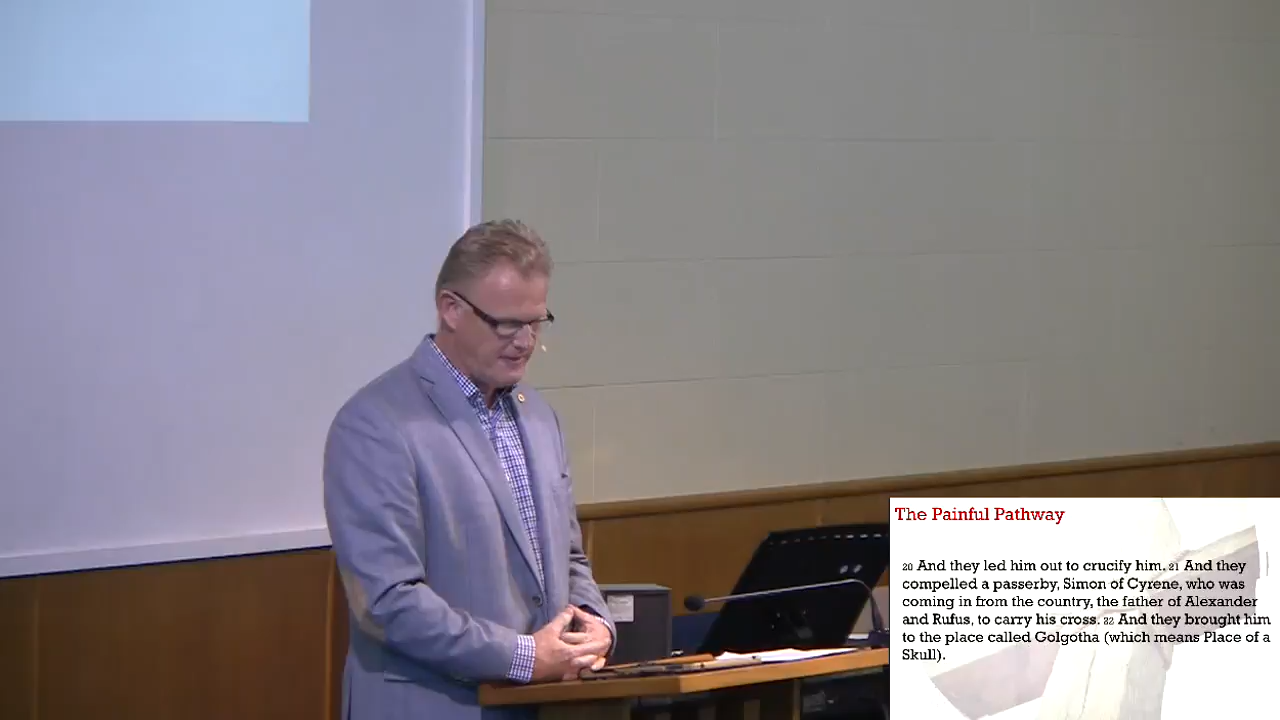 The Painful Pathway
20 And they led him out to crucify him. 21 And they
compelled a passerby, Simon of Cyrene, who was
coming in from the country, the father of Alexander
and Rufus, to carry his cross. 22 And they brought him
to the place called Golgotha (which means Place of a
Skull).